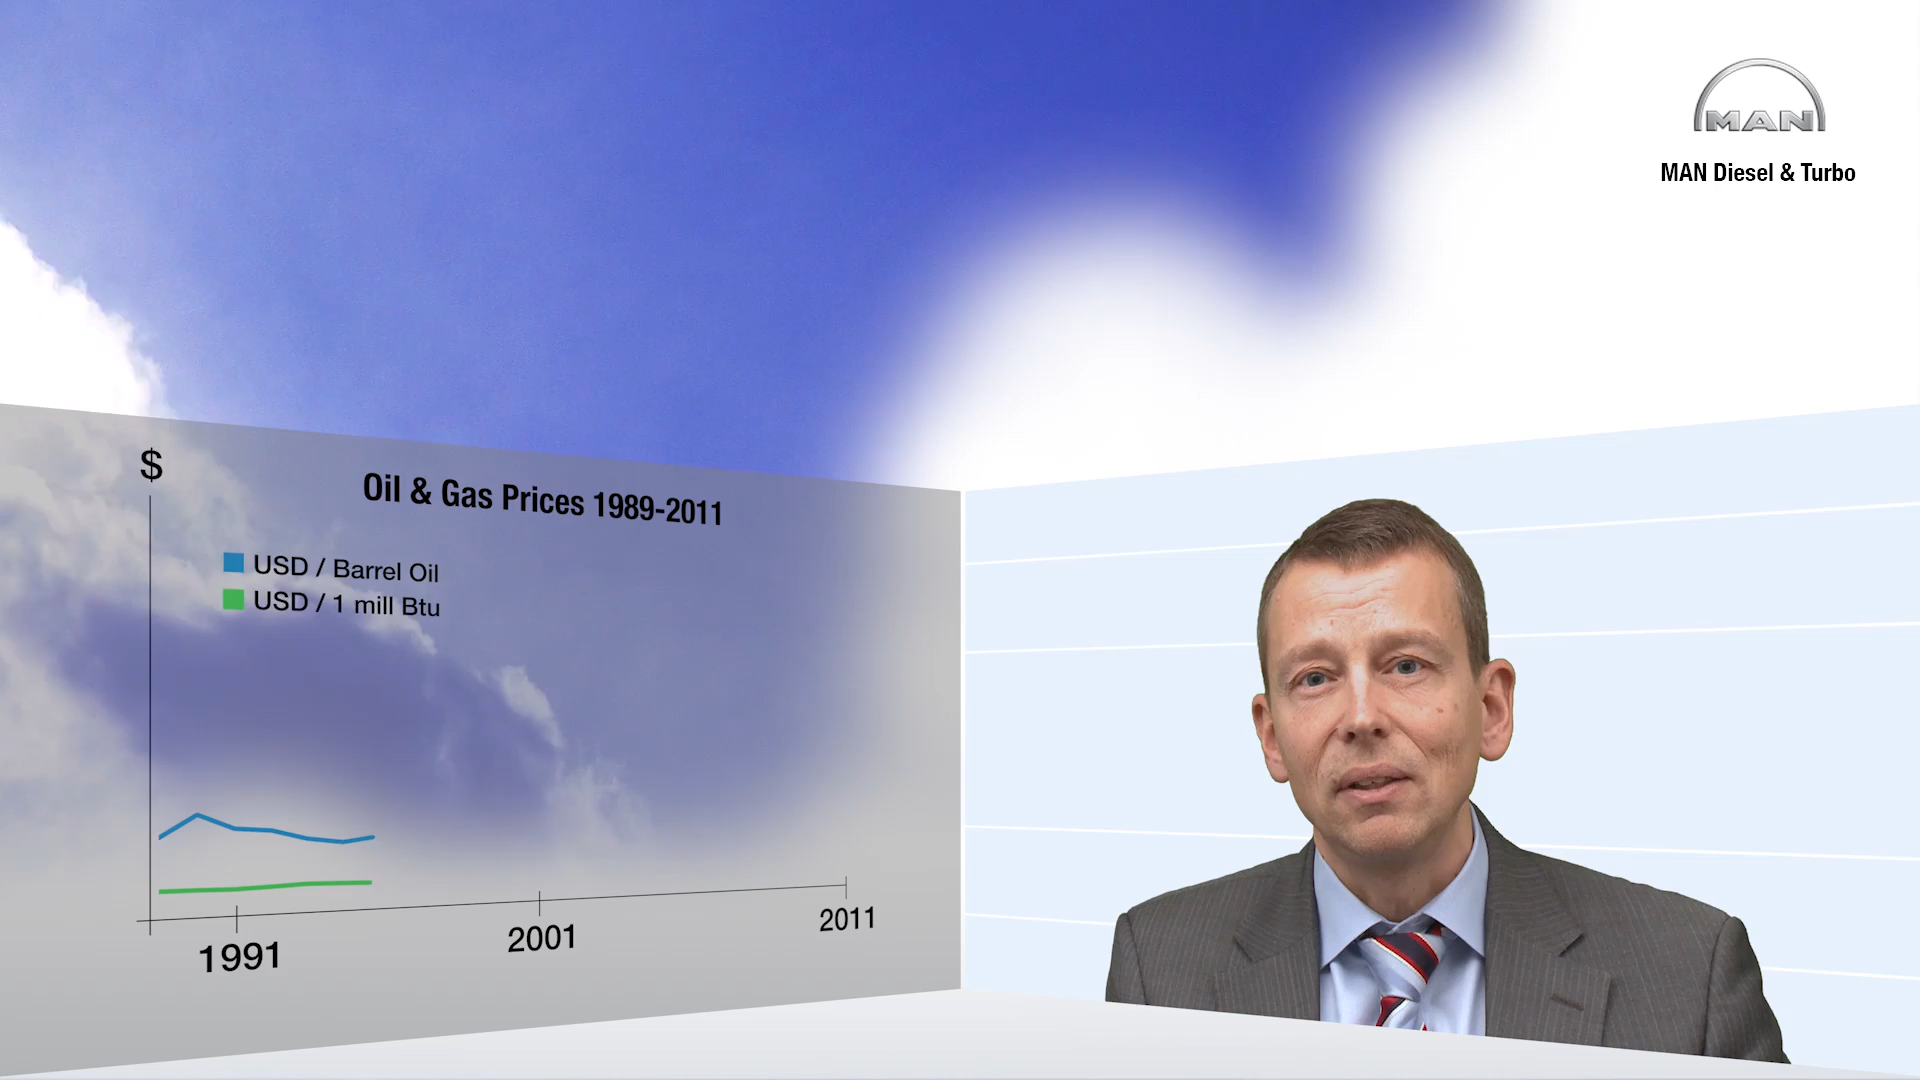 MAN
MAN Diesel & Turbo
$
Oil & Gas Prices 1989-2011
USD / Barrel Oil
USD / 1 mill Btu
1991
2001
2011